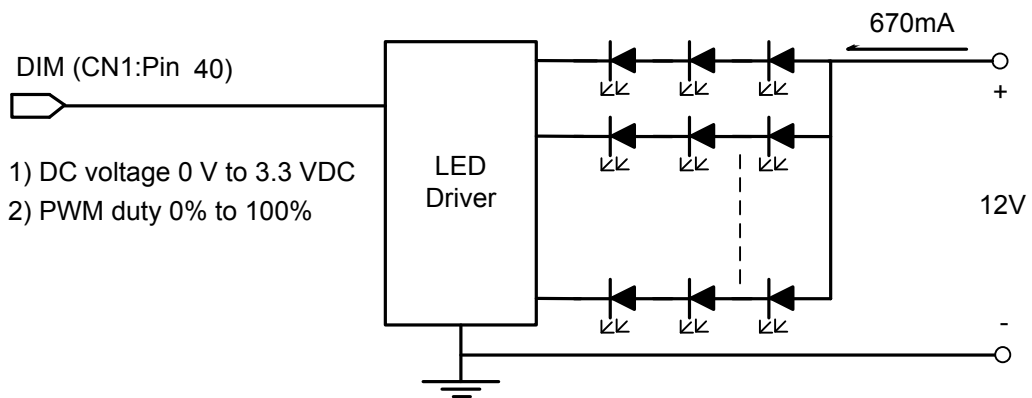 670mA
DIM (CN1:Pin 40)
+
1) DC voltage 0 V to 3.3 VDC
2) PWM duty 0% to 100%
LED
Driver
12V
-